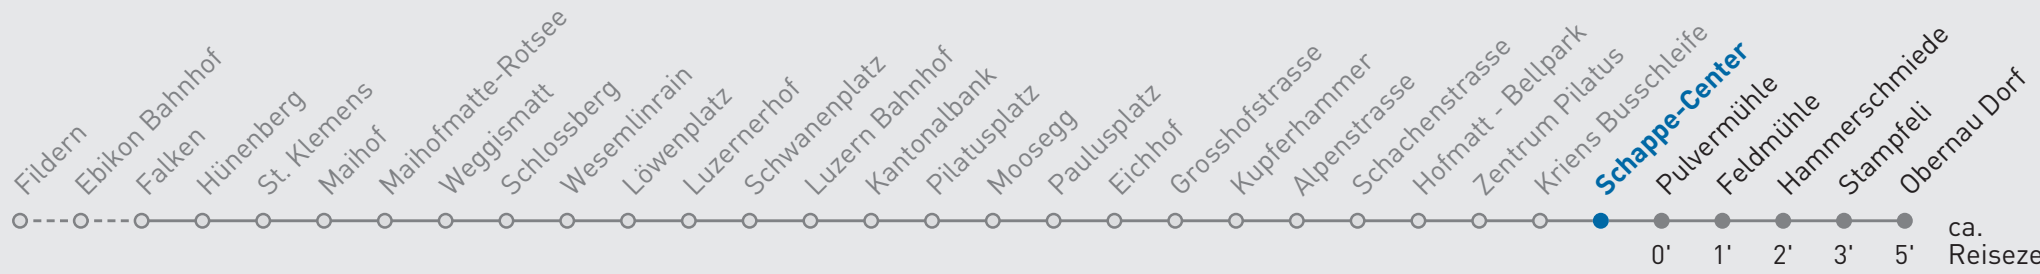 Fildern
Ebikon Bahnhof
Falken
Hünenberg
St. Klemens
Maihof
Maihofmatte-Rotsee
Weggismatt
Schlossberg
Wesemlinrain
Löwenplatz
Luzernerhof
Schwanenplatz
Luzern Bahnhof
Kantonalbank
Pilatusplatz
Moosegg
Paulusplatz
Eichhof
Grosshofstrasse
Kupferhammer
Alpenstrasse
Schachenstrasse
Hofmatt - Bellpark
Zentrum Pilatus
Kriens Busschleife
Schappe-Center
Pulvermühle
Feldmühle
Hammerschmiede
Stampfeli
Obernau Dorf
ca.
0' 1' 2' 3' 5' Reiseze